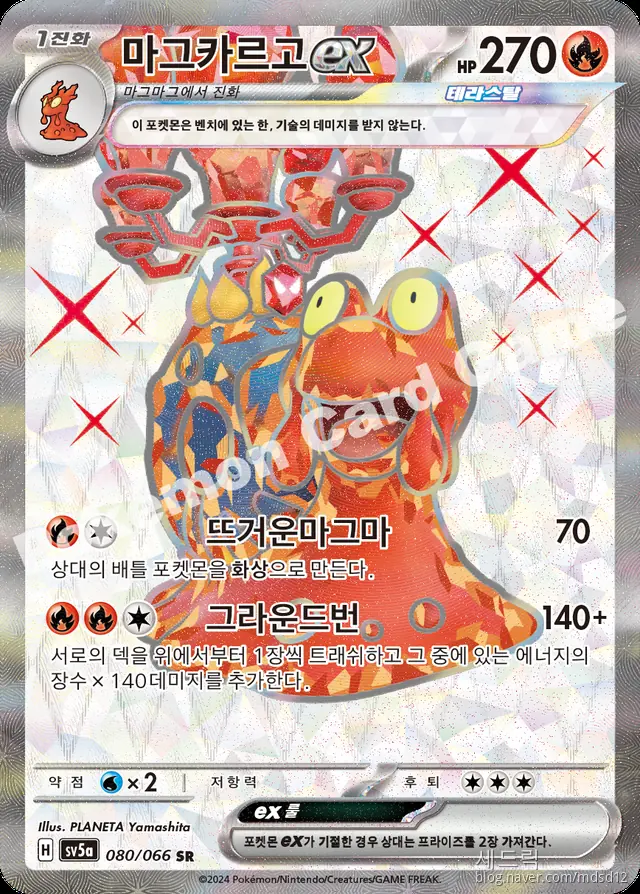 1진화
마그카르고ex
HP270
마그마그에서 진화
테라스탈
이 포켓몬은 벤치에 있는 한, 기술의 데미지를 받지 않는다.
Pokémon Card Game
뜨거운마그마 70
상대의 배틀 포켓몬을 화상으로 만든다.
그라운드번 140+
서로의 덱을 위에서부터 1장씩 트래쉬하고 그 중에 있는 에너지의
장수 × 140데미지를 추가한다.
약점 ×2 저항력 후퇴
ex 룰
포켓몬 ex가 기절한 경우 상대는 프라이즈를 2장 가져간다.
Illus. PLANETA Yamashita
H sv5a 080/066 SR
세드릭
blog.naver.com/mdsd12
©2024 Pokémon/Nintendo/Creatures/GAME FREAK.